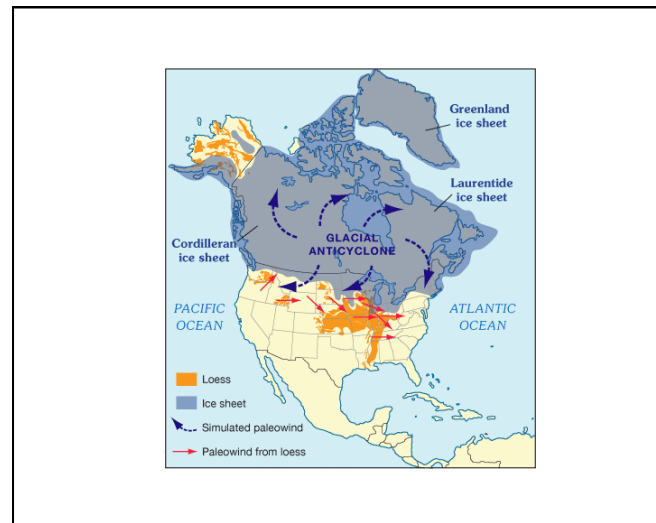 Greenland
ice sheet
Laurentide
ice sheet
GLACIAL
ANTICYCLONE
Cordilleran
ice sheet
PACIFIC
OCEAN
ATLANTIC
OCEAN
Loess
Ice sheet
Simulated paleowind
Paleowind from loess